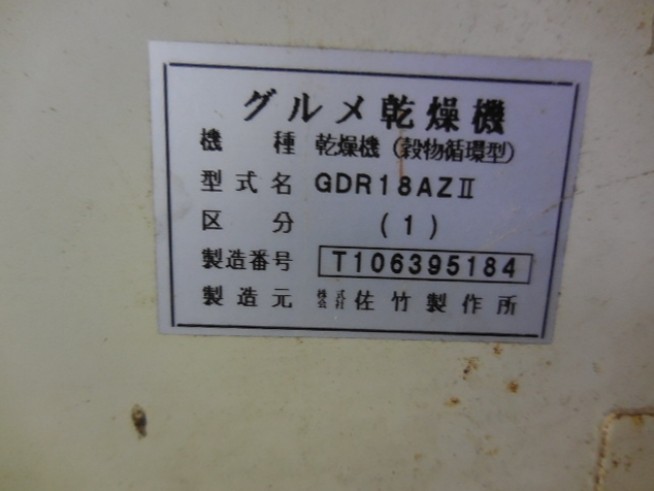 グルメ乾燥機
機種 乾燥機(穀物循環型)
型式名 GDR18AZⅡ
区分 (1)
製造番号 T106395184
製造元 株式会社 佐竹製作所